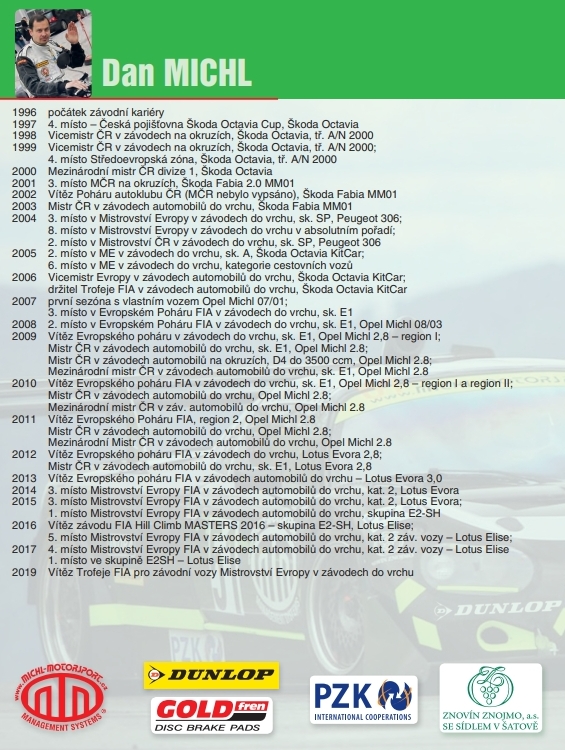 Dan MICHL
1996 počátek závodní kariéry
1997 4. místo – Česká pojišťovna Škoda Octavia Cup, Škoda Octavia
1998 Vicemistr ČR v závodech na okruzích, Škoda Octavia, tř. A/N 2000
1999 Vicemistr ČR v závodech na okruzích, Škoda Octavia, tř. A/N 2000;
4. místo Středoevropská zóna, Škoda Octavia, tř. A/N 2000
2000 Mezinárodní mistr ČR divize 1, Škoda Octavia
2001 3. místo MČR na okruzích, Škoda Fabia 2.0 MM01
2002 Vítěz Poháru autoklubu ČR (MČR nebylo vypsáno), Škoda Fabia MM01
2003 Mistr ČR v závodech automobilů do vrchu, Škoda Fabia MM01
2004 3. místo v Mistrovství Evropy v závodech do vrchu, sk. SP, Peugeot 306;
8. místo v Mistrovství Evropy v závodech do vrchu v absolutním pořadí;
2. místo v Mistrovství ČR v závodech do vrchu, sk. SP, Peugeot 306
2005 2. místo v ME v závodech do vrchu, sk. A, Škoda Octavia KitCar;
6. místo v ME v závodech do vrchu, kategorie cestovních vozů
2006 Vicemistr Evropy v závodech automobilů do vrchu, Škoda Octavia KitCar;
držitel Trofeje FIA v závodech automobilů do vrchu, Škoda Octavia KitCar
2007 první sezóna s vlastním vozem Opel Michl 07/01;
3. místo v Evropském Poháru FIA v závodech do vrchu, sk. E1
2008 2. místo v Evropském Poháru FIA v závodech do vrchu, sk. E1, Opel Michl 08/03
2009 Vítěz Evropského poháru v závodech do vrchu, sk. E1, Opel Michl 2,8 – region I;
Mistr ČR v závodech automobilů do vrchu, sk. E1, Opel Michl 2.8;
Mistr ČR v závodech automobilů na okruzích, D4 do 3500 ccm, Opel Michl 2.8;
Mezinárodní mistr ČR v závodech automobilů do vrchu, sk. E1, Opel Michl 2.8
2010 Vítěz Evropského poháru FIA v závodech do vrchu, sk. E1, Opel Michl 2,8 – region I a region II;
Mistr ČR v závodech automobilů do vrchu, Opel Michl 2.8;
Mezinárodní mistr ČR v záv. automobilů do vrchu, Opel Michl 2.8
2011 Vítěz Evropského Poháru FIA, region 2, Opel Michl 2.8
Mistr ČR v závodech automobilů do vrchu, Opel Michl 2.8;
Mezinárodní Mistr ČR v závodech automobilů do vrchu, Opel Michl 2.8
2012 Vítěz Evropského poháru FIA v závodech do vrchu, Lotus Evora 2,8;
Mistr ČR v závodech automobilů do vrchu, sk. E1, Lotus Evora 2,8
2013 Vítěz Evropského poháru FIA v závodech automobilů do vrchu – Lotus Evora 3,0
2014 3. místo Mistrovství Evropy FIA v závodech automobilů do vrchu, kat. 2, Lotus Evora
2015 3. místo Mistrovství Evropy FIA v závodech automobilů do vrchu, kat. 2, Lotus Evora;
1. místo Mistrovství Evropy FIA v závodech automobilů do vrchu, skupina E2-SH
2016 Vítěz závodu FIA Hill Climb MASTERS 2016 – skupina E2-SH, Lotus Elise;
5. místo Mistrovství Evropy FIA v závodech automobilů do vrchu, kat. 2 záv. vozy – Lotus Elise;
2017 4. místo Mistrovství Evropy FIA v závodech automobilů do vrchu, kat. 2 záv. vozy – Lotus Elise
1. místo ve skupině E2SH – Lotus Elise
2019 Vítěz Trofeje FIA pro závodní vozy Mistrovství Evropy v závodech do vrchu
DUNLOP
PZK
www.michl-motorsport.cz
MANAGEMENT SYSTEMS
DUNLOP
GOLD fren
DISC BRAKE PADS
PZK
INTERNATIONAL COOPERATIONS
ZNOVÍN ZNOJMO, a.s.
SE SÍDLEM V ŠATOVĚ